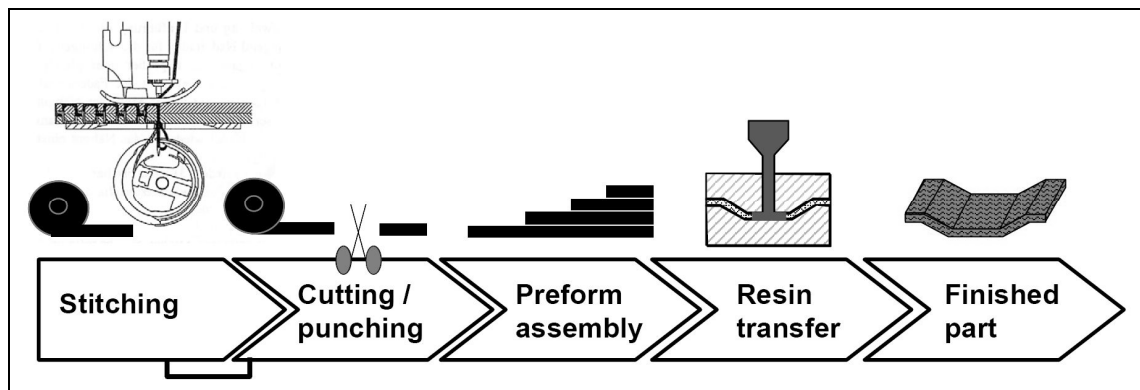 Stitching
Cutting /
punching
Preform
assembly
Resin
transfer
Finished
part